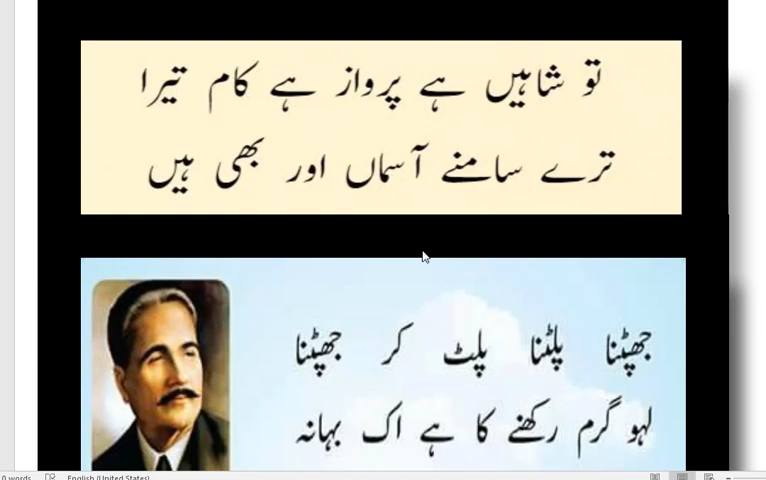 تو شاہیں ہے پرواز ہے کام تیرا
ترے سامنے آسماں اور بھی ہیں
جھپٹنا پلٹنا پلٹ کر جھپٹنا
لہو گرم رکھنے کا ہے اک بہانہ
0 words English (United States)